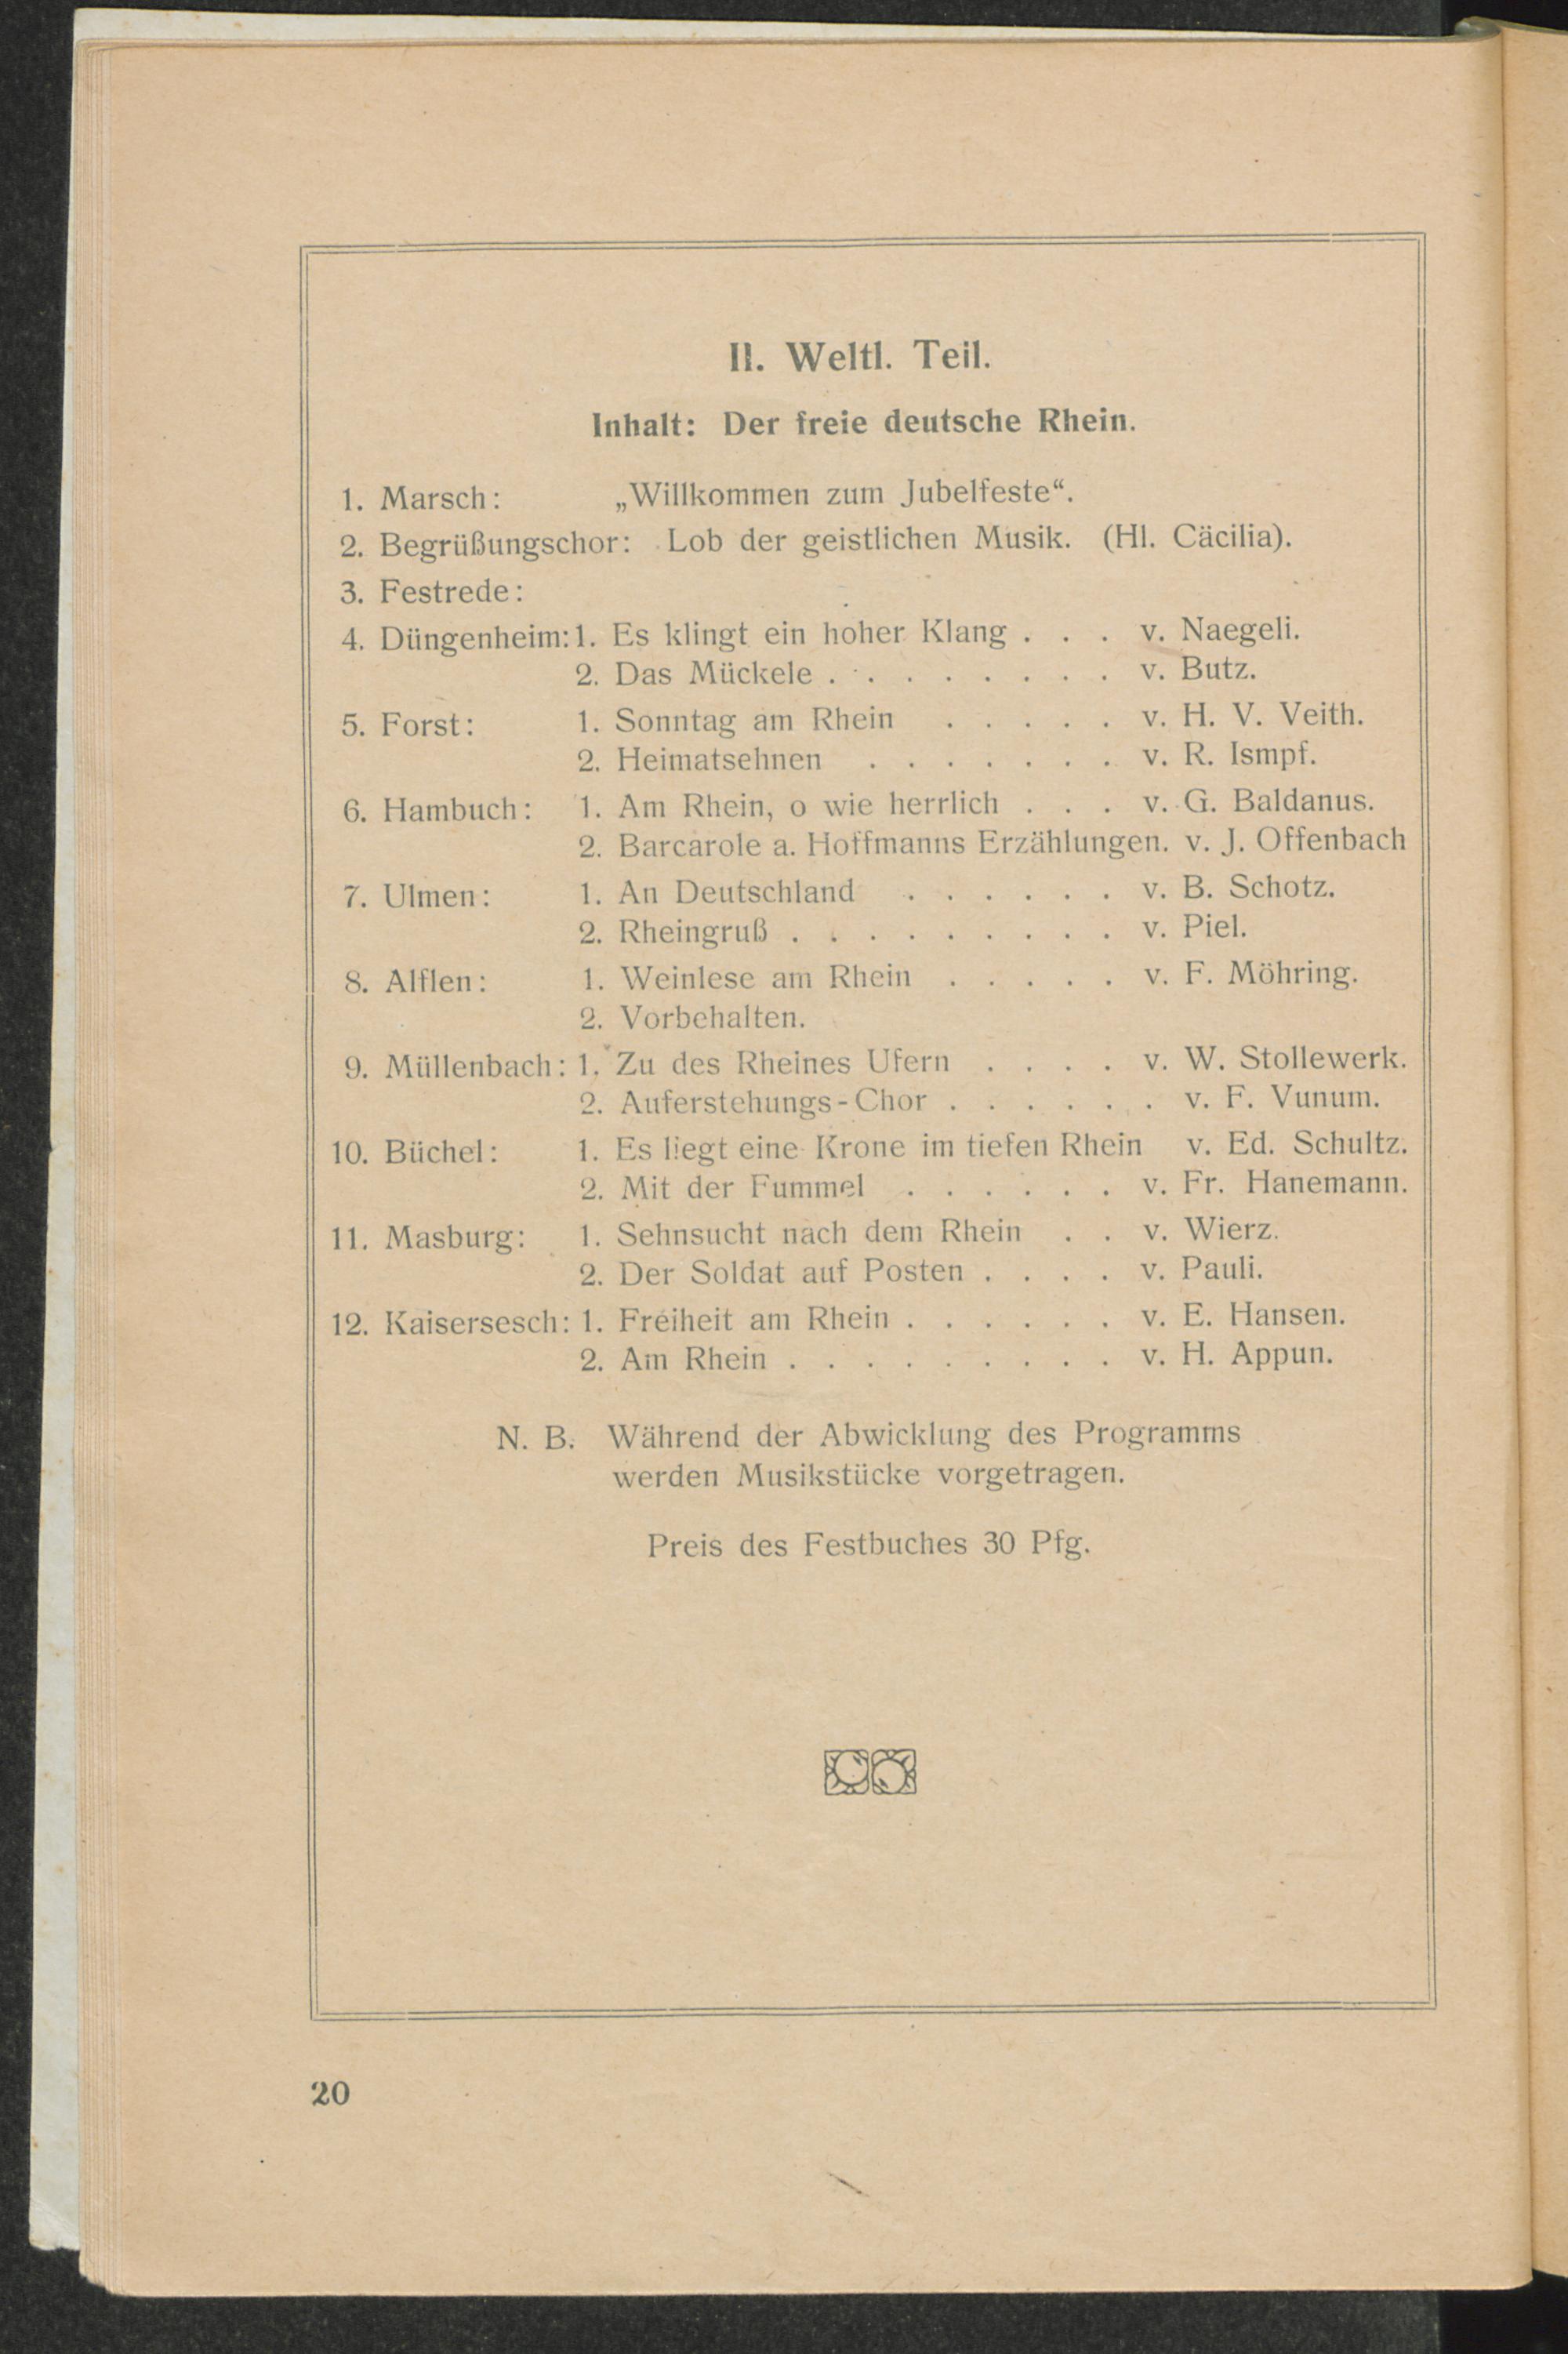 II. Weltl. Teil.
Inhalt: Der freie deutsche Rhein.
1. Marsch: „Willkommen zum Jubelfeste“.
2. Begrüßungschor: Lob der geistlichen Musik. (Hl. Cäcilia).
3. Festrede:
4. Düngenheim: 1. Es klingt ein hoher Klang . . . v. Naegeli.
2. Das Mückele . . . . . . . . v. Butz.
5. Forst: 1. Sonntag am Rhein . . . . . v. H. V. Veith.
2. Heimatsehnen . . . . . . . v. R. Ismpf.
6. Hambuch: 1. Am Rhein, o wie herrlich . . . v. G. Baldanus.
2. Barcarole a. Hoffmanns Erzählungen. v. J. Offenbach
7. Ulmen: 1. An Deutschland . . . . . . v. B. Schotz.
2. Rheingruß . . . . . . . . . v. Piel.
8. Alflen: 1. Weinlese am Rhein . . . . . v. F. Möhring.
2. Vorbehalten.
9. Müllenbach: 1. Zu des Rheines Ufern . . . . v. W. Stollewerk.
2. Auferstehungs-Chor . . . . . . v. F. Vunum.
10. Büchel: 1. Es liegt eine Krone im tiefen Rhein v. Ed. Schultz.
2. Mit der Fummel . . . . . . v. Fr. Hanemann.
11. Masburg: 1. Sehnsucht nach dem Rhein . . v. Wierz.
2. Der Soldat auf Posten . . . . v. Pauli.
12. Kaisersesch: 1. Freiheit am Rhein . . . . . . v. E. Hansen.
2. Am Rhein . . . . . . . . . v. H. Appun.
N. B. Während der Abwicklung des Programms
werden Musikstücke vorgetragen.
Preis des Festbuches 30 Pfg.
20